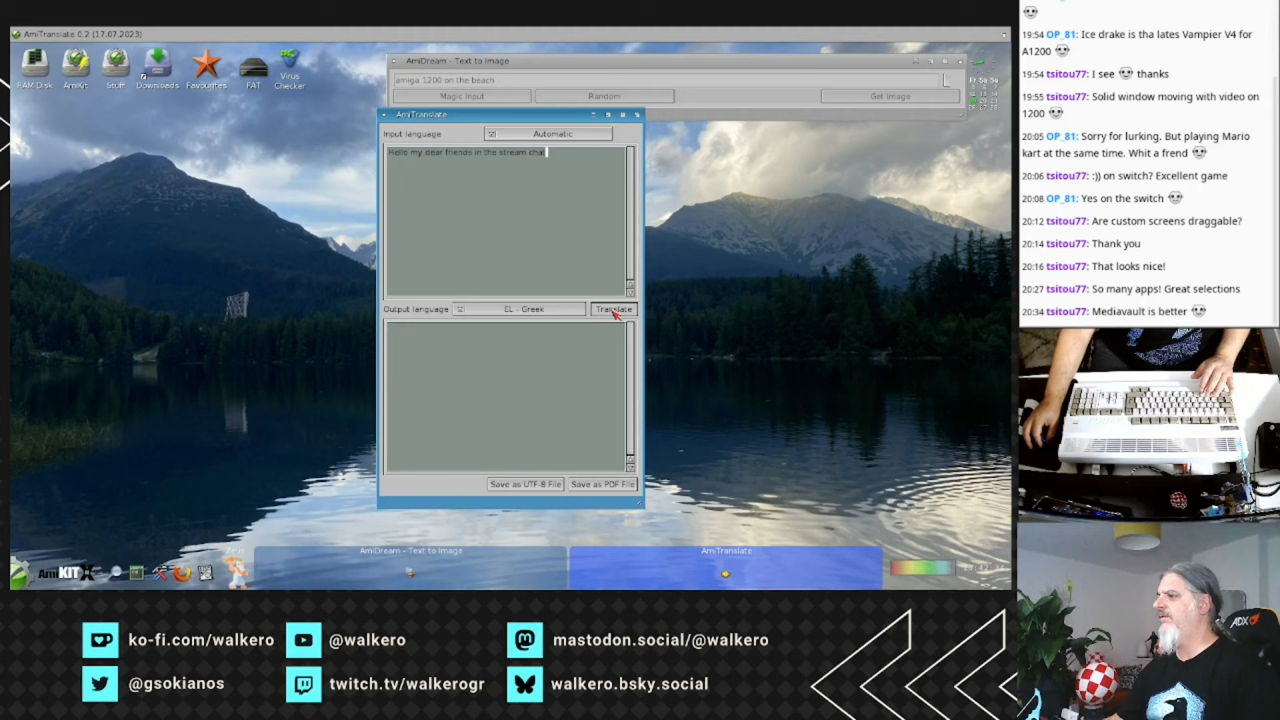 AmiTranslate 0.2 (17.07.2023)
RAM Disk
AmiKit
Stuff
Downloads
Favourites
FAT
Virus
Checker
AmiDream - Text to Image
amiga 1200 on the beach
Magic Input
Random
Get Image
Fr Sa Su
AmiTranslate
Input language
Automatic
Hello my dear friends in the stream chat
Output language
EL - Greek
Translate
Save as UTF-8 File
Save as PDF File
AmiKIT X
Zeus
AmiDream - Text to Image
AmiTranslate
19:54 OP_81: Ice drake is tha lates Vampier V4 for
A1200
19:54 tsitou77: I see thanks
19:55 tsitou77: Solid window moving with video on
1200
20:05 OP_81: Sorry for lurking. But playing Mario
kart at the same time. Whit a frend
20:06 tsitou77: :)) on switch? Excellent game
20:08 OP_81: Yes on the switch
20:12 tsitou77: Are custom screens draggable?
20:14 tsitou77: Thank you
20:16 tsitou77: That looks nice!
20:27 tsitou77: So many apps! Great selections
20:34 tsitou77: Mediavault is better
ADX
ko-fi.com/walkero
@walkero
mastodon.social/@walkero
@gsokianos
twitch.tv/walkerogr
walkero.bsky.social